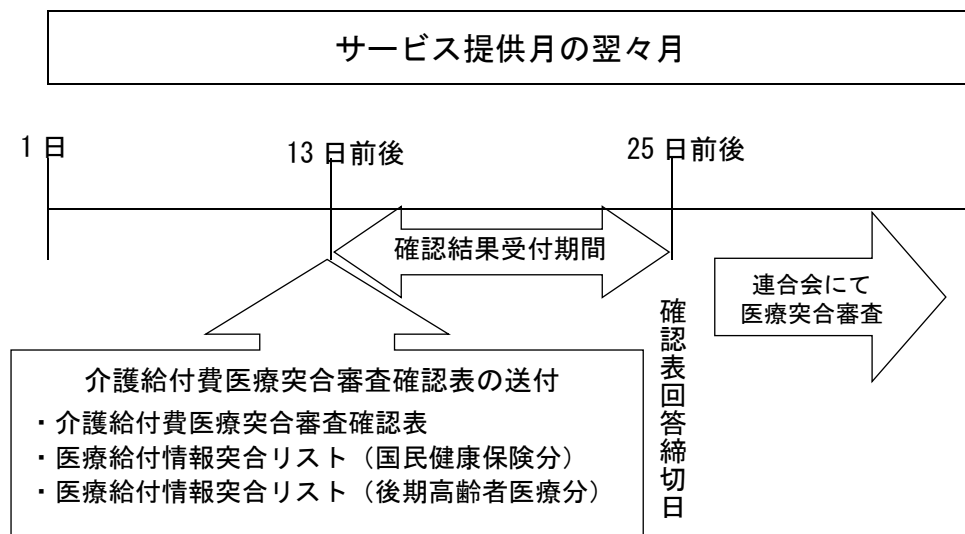 サービス提供月の翌々月
1日
13日前後
25日前後
確認結果受付期間
連合会にて
医療突合審査
確認表回答締切日
介護給付費医療突合審査確認表の送付
・介護給付費医療突合審査確認表
・医療給付情報突合リスト（国民健康保険分）
・医療給付情報突合リスト（後期高齢者医療分）